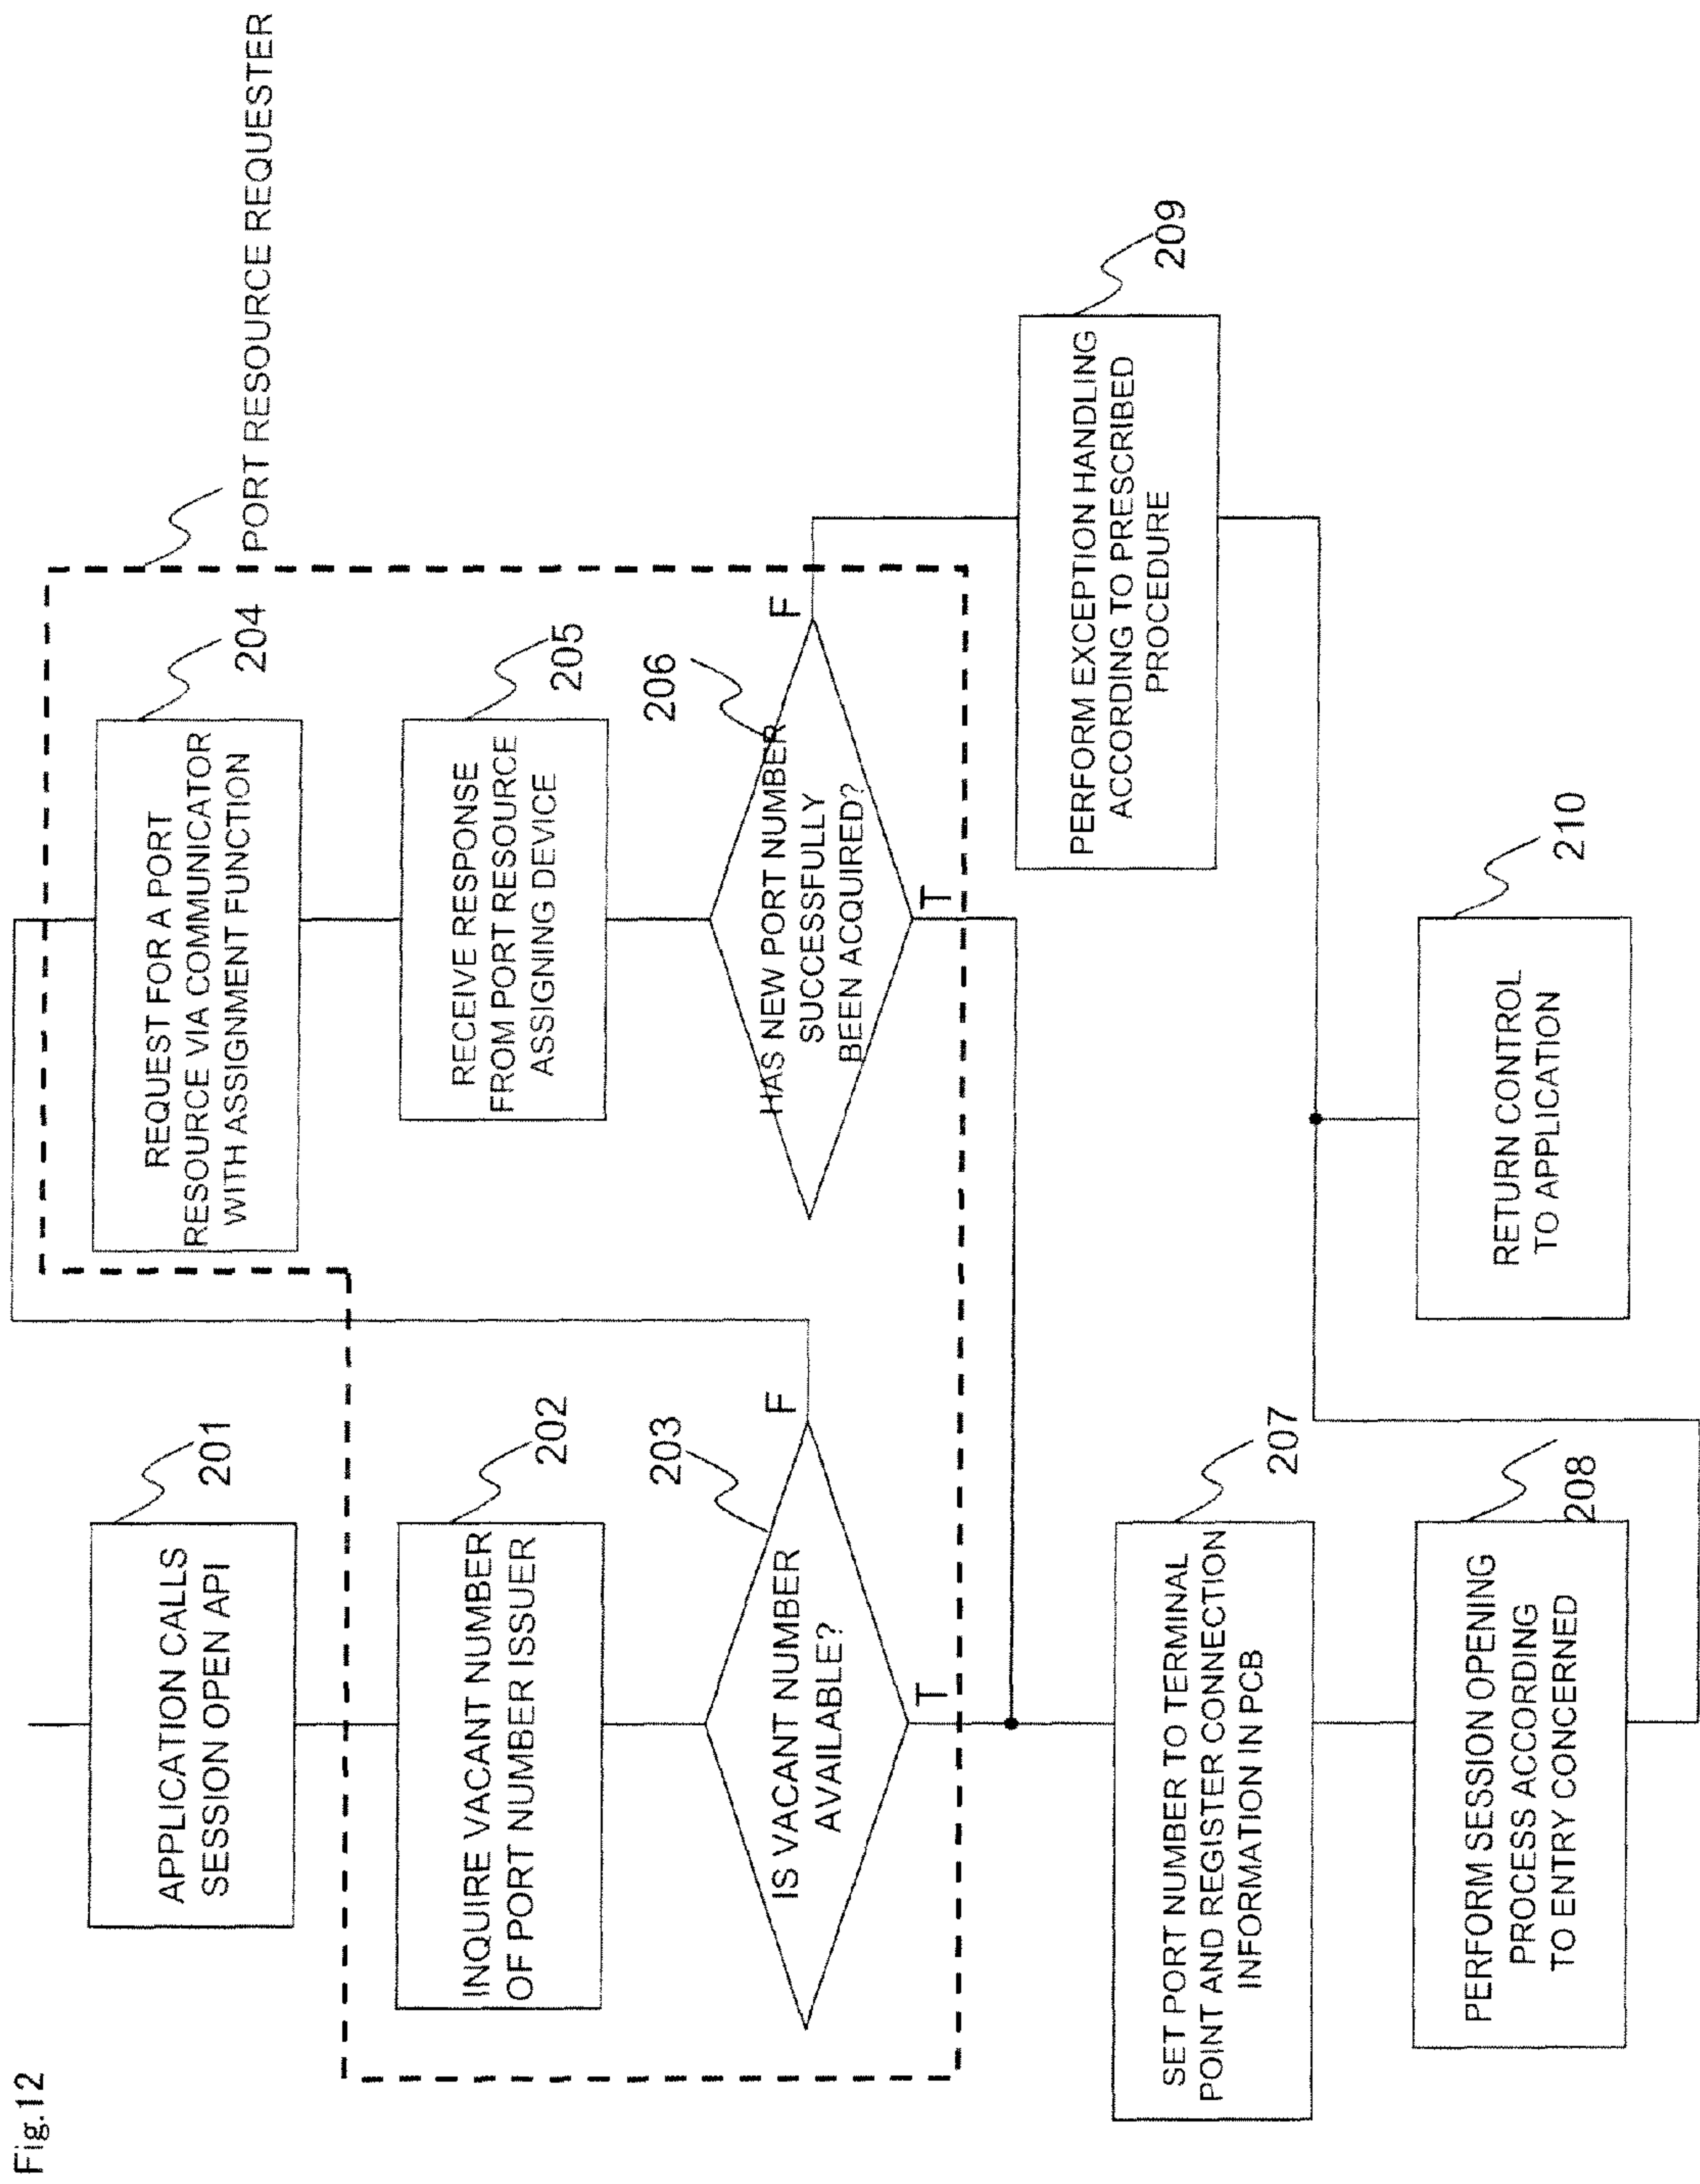 Fig.12
APPLICATION CALLS
SESSION OPEN API
201
INQUIRE VACANT NUMBER
OF PORT NUMBER ISSUER
202
IS VACANT NUMBER
AVAILABLE?
203
F
T
REQUEST FOR A PORT
RESOURCE VIA COMMUNICATOR
WITH ASSIGNMENT FUNCTION
204
RECEIVE RESPONSE
FROM PORT RESOURCE
ASSIGNING DEVICE
205
HAS NEW PORT NUMBER
SUCCESSFULLY
BEEN ACQUIRED?
206
F
T
PORT RESOURCE REQUESTER
SET PORT NUMBER TO TERMINAL
POINT AND REGISTER CONNECTION
INFORMATION IN PCB
207
PERFORM SESSION OPENING
PROCESS ACCORDING
TO ENTRY CONCERNED
208
PERFORM EXCEPTION HANDLING
ACCORDING TO PRESCRIBED
PROCEDURE
209
RETURN CONTROL
TO APPLICATION
210